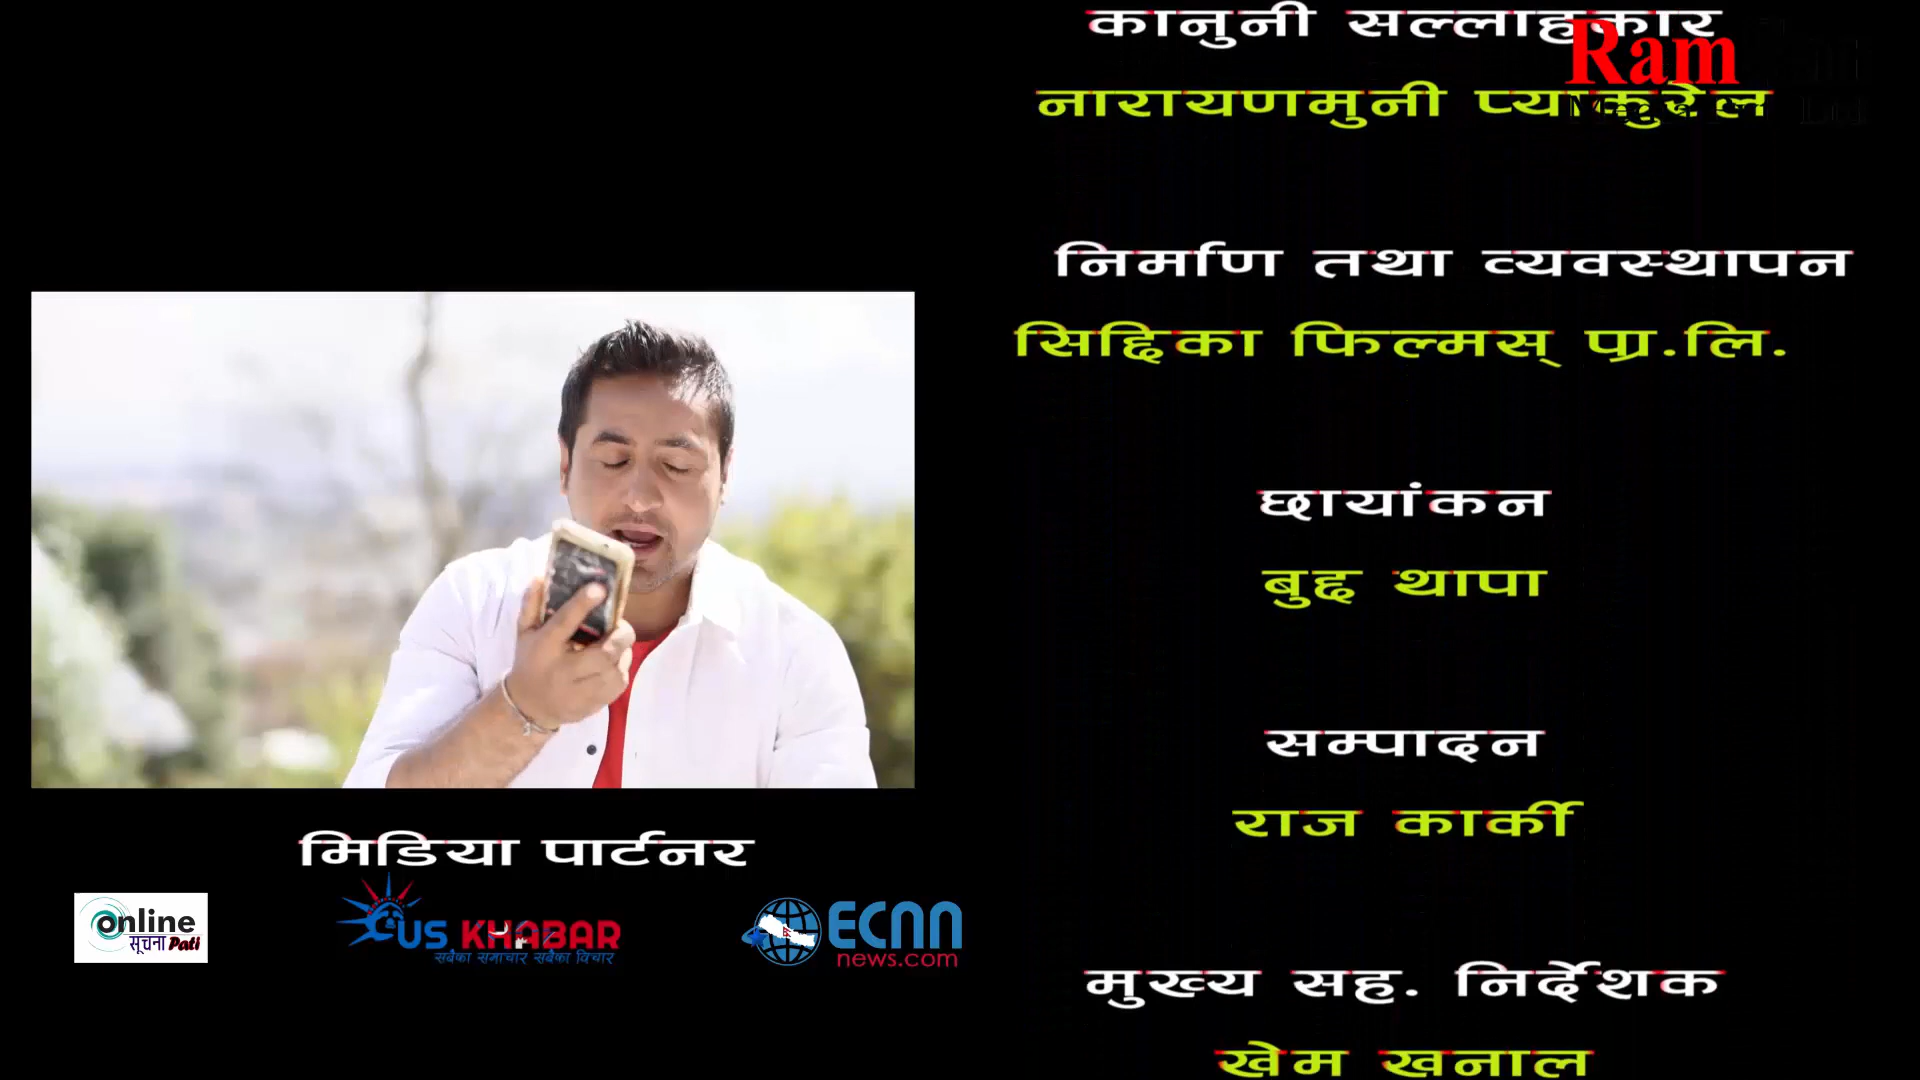 कानुनी सल्लाहकार
नारायणमुनी प्याकुरेल
Ram
निर्माण तथा व्यवस्थापन
सिद्दिका फिल्मस् प्रा.लि.
छायांकन
बुद्द थापा
सम्पादन
राज कार्की
मुख्य सह. निर्देशक
खेम खनाल
मिडिया पार्टनर
online
सूचना Pati
US KHABAR
सबैका समाचार सबैका विचार
ECNN
news.com